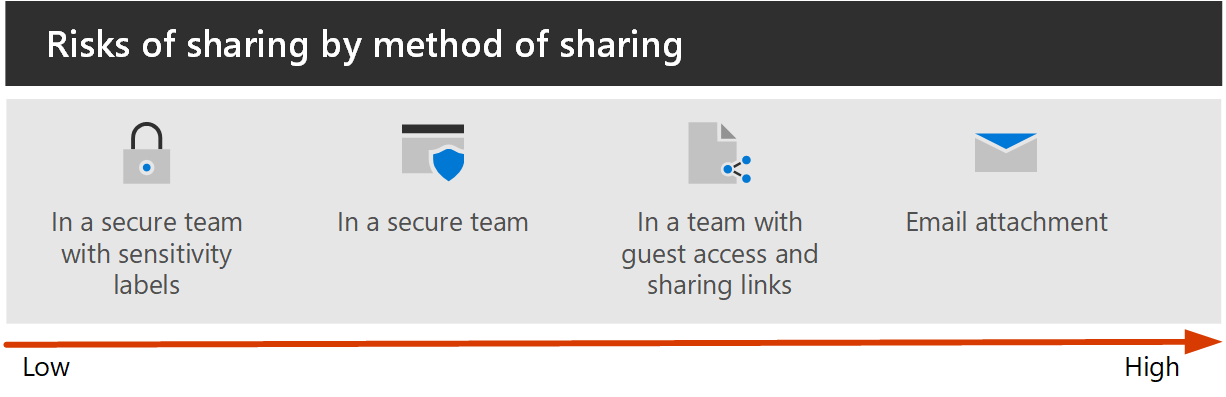 Risks of sharing by method of sharing
In a secure team
with sensitivity
labels
In a secure team
In a team with
guest access and
sharing links
Email attachment
Low
High